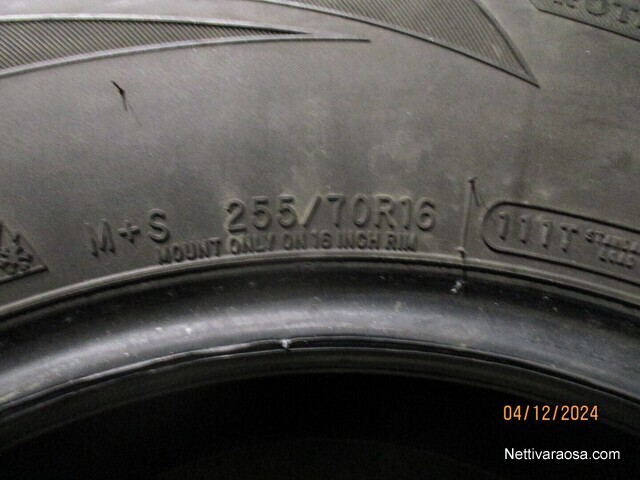 M+S 255/70R16
MOUNT ONLY ON 16 INCH RIM
111T
04/12/2024
Nettivaraosa.com